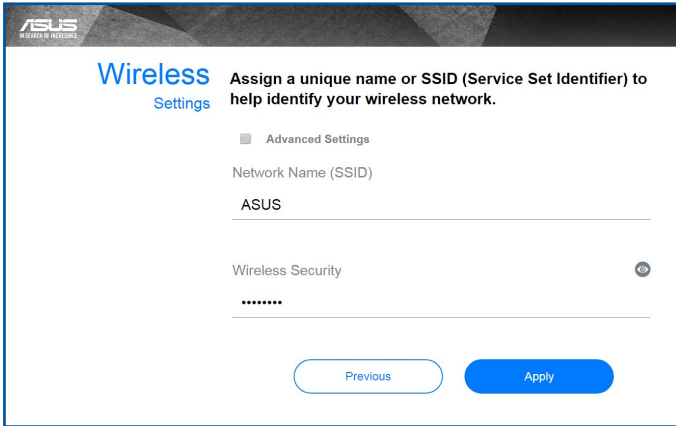 ASUS
IN SEARCH OF INCREDIBLE
Wireless
Settings
Assign a unique name or SSID (Service Set Identifier) to
help identify your wireless network.
Advanced Settings
Network Name (SSID)
ASUS
Wireless Security
••••••••
Previous
Apply